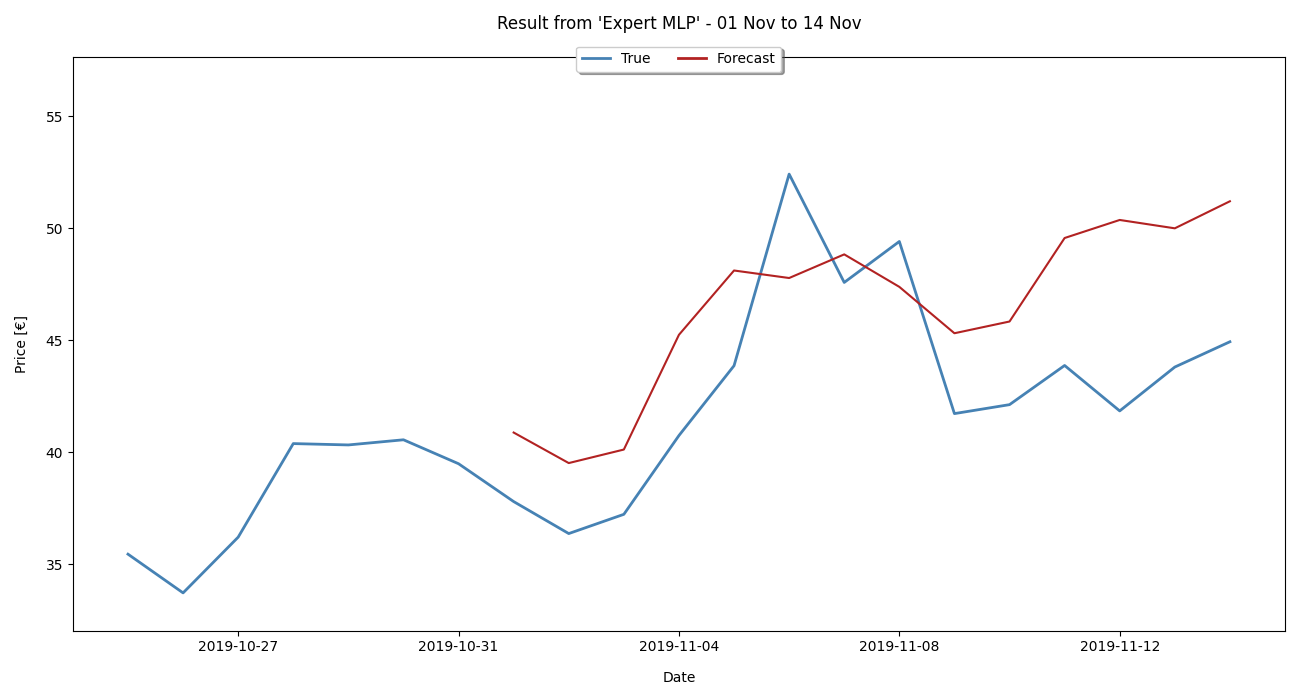 Result from 'Expert MLP' - 01 Nov to 14 Nov
True Forecast
55
50
45
40
35
Price [€]
2019-10-27 2019-10-31 2019-11-04 2019-11-08 2019-11-12
Date